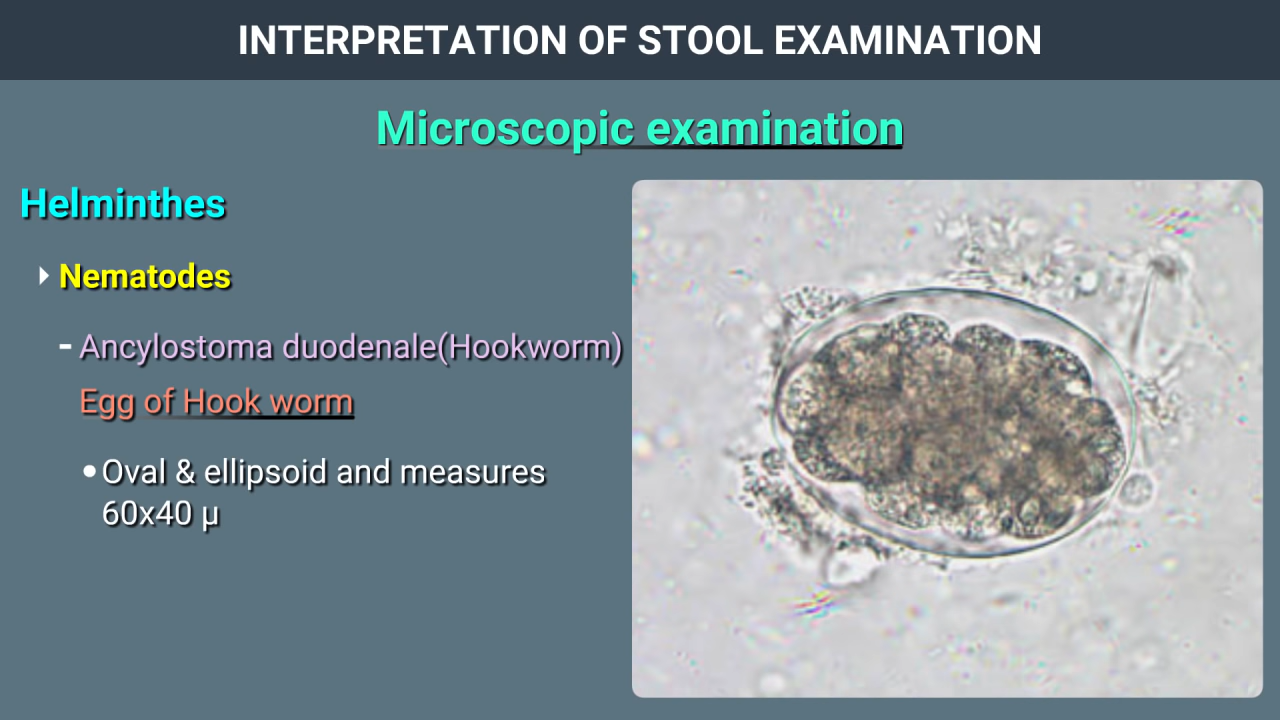 INTERPRETATION OF STOOL EXAMINATION
Microscopic examination
Helminthes
Nematodes
- Ancylostoma duodenale(Hookworm)
Egg of Hook worm
• Oval & ellipsoid and measures
60x40 µ